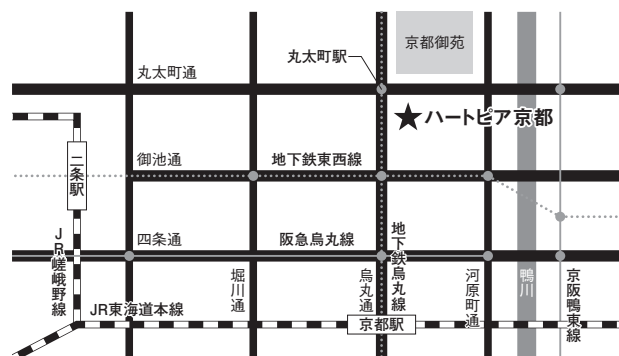 京都御苑
丸太町駅
丸太町通
★ハートピア京都
御池通
地下鉄東西線
二条駅
四条通
阪急烏丸線
地下鉄烏丸線
JR嵯峨野線
堀川通
烏丸通
河原町通
鴨川
京阪鴨東線
JR東海道本線
京都駅